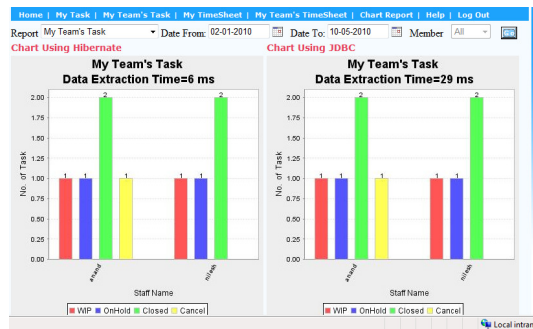 Home | My Task | My Team's Task | My TimeSheet | My Team's TimeSheet | Chart Report | Help | Log Out
Report My Team's Task Date From: 02-01-2010 Date To: 10-05-2010 Member All Go
Chart Using Hibernate
My Team's Task
Data Extraction Time=6 ms
No. of Task
2.00
1.75
1.50
1.25
1.00
0.75
0.50
0.25
0.00
1 1 2 1 1 1 2
anand nilesh
Staff Name
WIP OnHold Closed Cancel
Chart Using JDBC
My Team's Task
Data Extraction Time=29 ms
No. of Task
2.00
1.75
1.50
1.25
1.00
0.75
0.50
0.25
0.00
1 1 2 1 1 1 2
anand nilesh
Staff Name
WIP OnHold Closed Cancel
Local intran